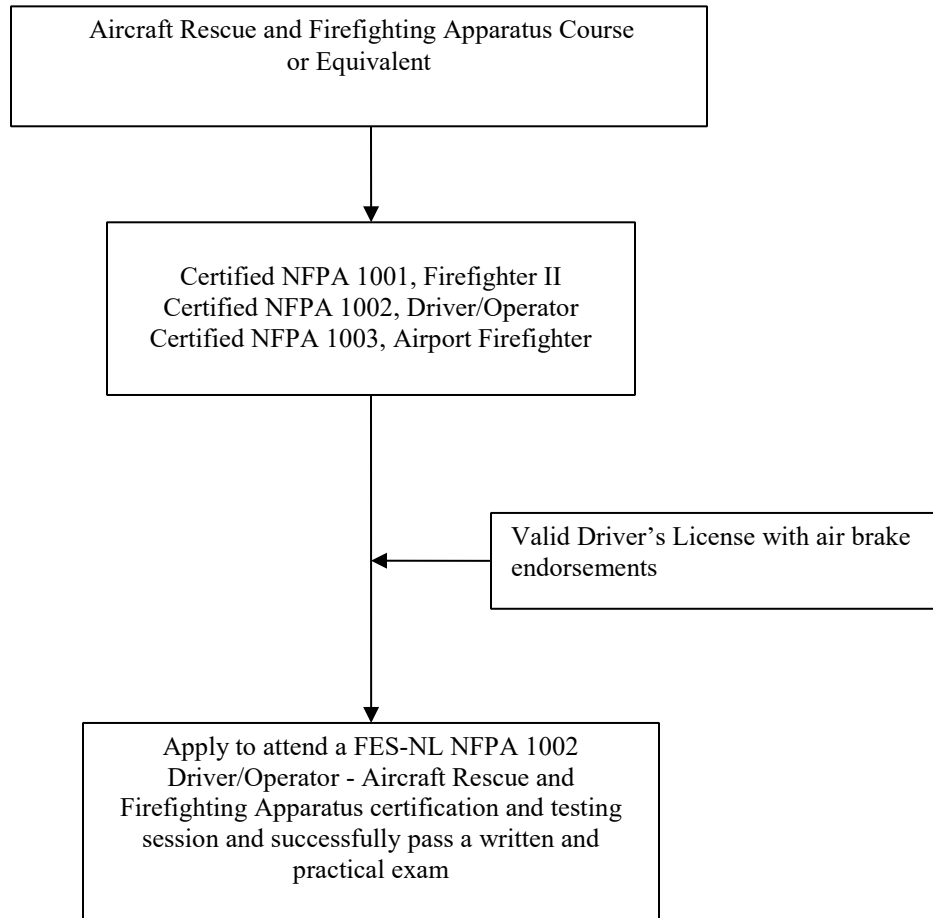 Aircraft Rescue and Firefighting Apparatus Course
or Equivalent
Certified NFPA 1001, Firefighter II
Certified NFPA 1002, Driver/Operator
Certified NFPA 1003, Airport Firefighter
Valid Driver’s License with air brake
endorsements
Apply to attend a FES-NL NFPA 1002
Driver/Operator - Aircraft Rescue and
Firefighting Apparatus certification and testing
session and successfully pass a written and
practical exam